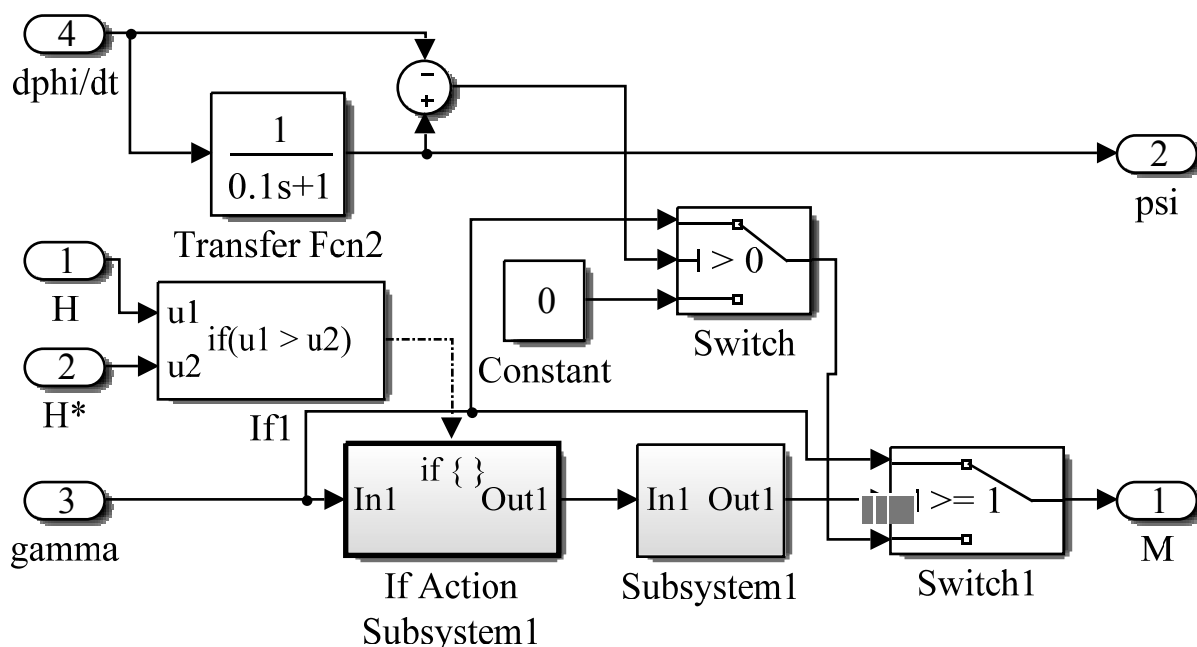 4
dphi/dt
−
+
1
0.1s+1
Transfer Fcn2
2
psi
1
H
u1
if(u1 > u2)
u2
2
H*
If1
0
Constant
> 0
Switch
3
gamma
if { }
In1
Out1
If Action
Subsystem1
In1
Out1
Subsystem1
>= 1
Switch1
1
M